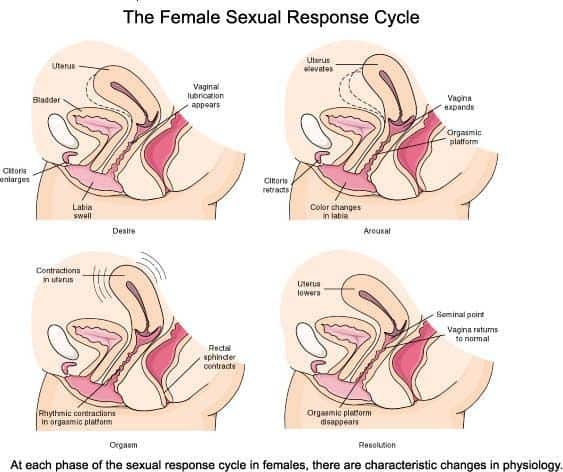 The Female Sexual Response Cycle
Uterus
Bladder
Vaginal
lubrication
appears
Clitoris
enlarges
Labia
swell
Desire
Uterus
elevates
Vagina
expands
Orgasmic
platform
Clitoris
retracts
Color changes
in labia
Arousal
Contractions
in uterus
Rectal
sphincter
contracts
Rhythmic contractions
in orgasmic platform
Orgasm
Uterus
lowers
Seminal point
Vagina returns
to normal
Orgasmic platform
disappears
Resolution
At each phase of the sexual response cycle in females, there are characteristic changes in physiology.